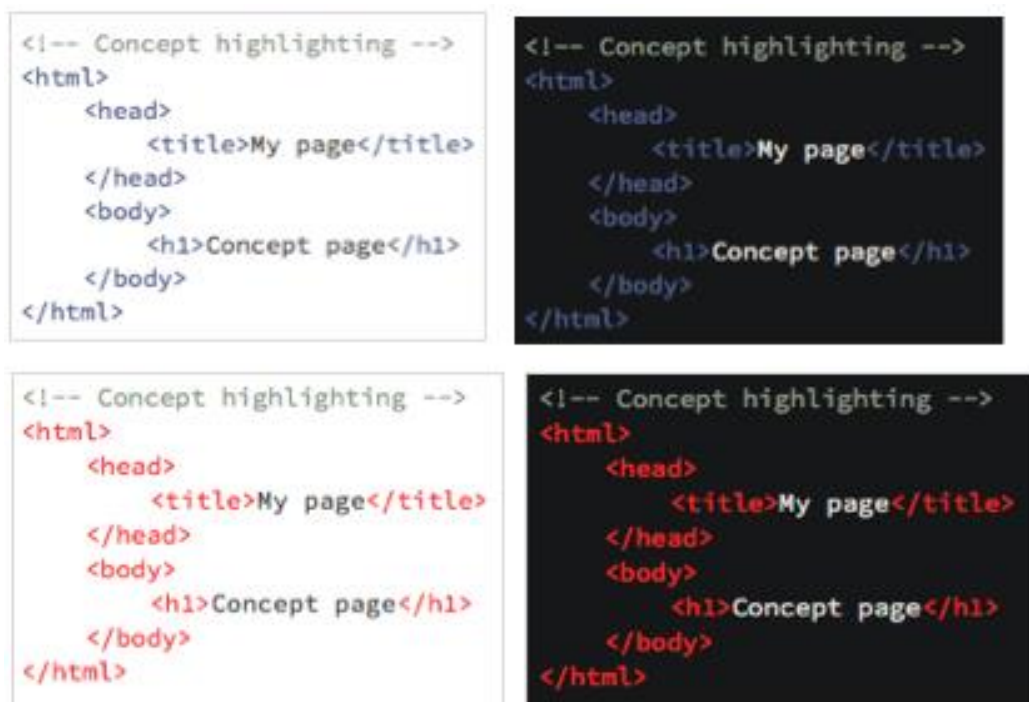 <!-- Concept highlighting -->
<html>
<head>
<title>My page</title>
</head>
<body>
<h1>Concept page</h1>
</body>
</html>
<!-- Concept highlighting -->
<html>
<head>
<title>My page</title>
</head>
<body>
<h1>Concept page</h1>
</body>
</html>
<!-- Concept highlighting -->
<html>
<head>
<title>My page</title>
</head>
<body>
<h1>Concept page</h1>
</body>
</html>
<!-- Concept highlighting -->
<html>
<head>
<title>My page</title>
</head>
<body>
<h1>Concept page</h1>
</body>
</html>